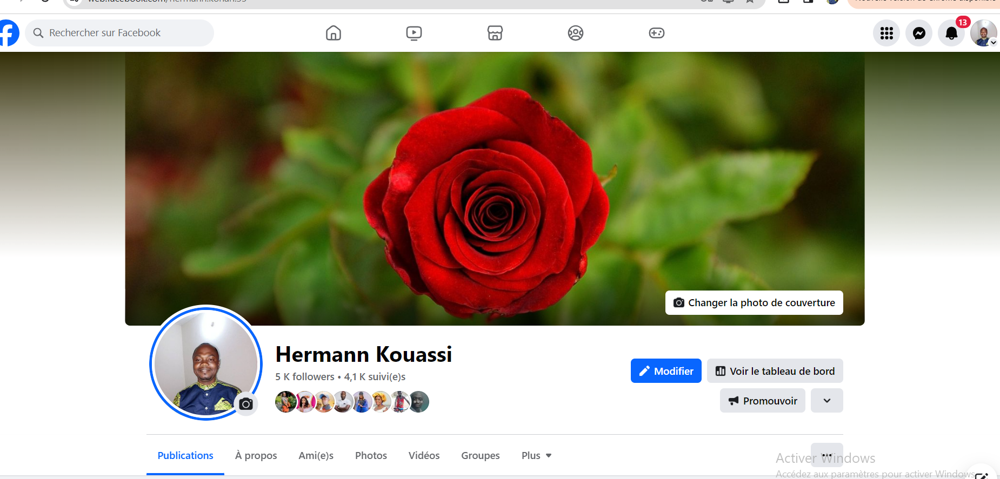 Rechercher sur Facebook
13
Changer la photo de couverture
Hermann Kouassi
5 K followers • 4,1 K suivi(e)s
Modifier
Voir le tableau de bord
Promouvoir
Publications
À propos
Ami(e)s
Photos
Vidéos
Groupes
Plus
Activer Windows
Accédez aux paramètres pour activer Windows